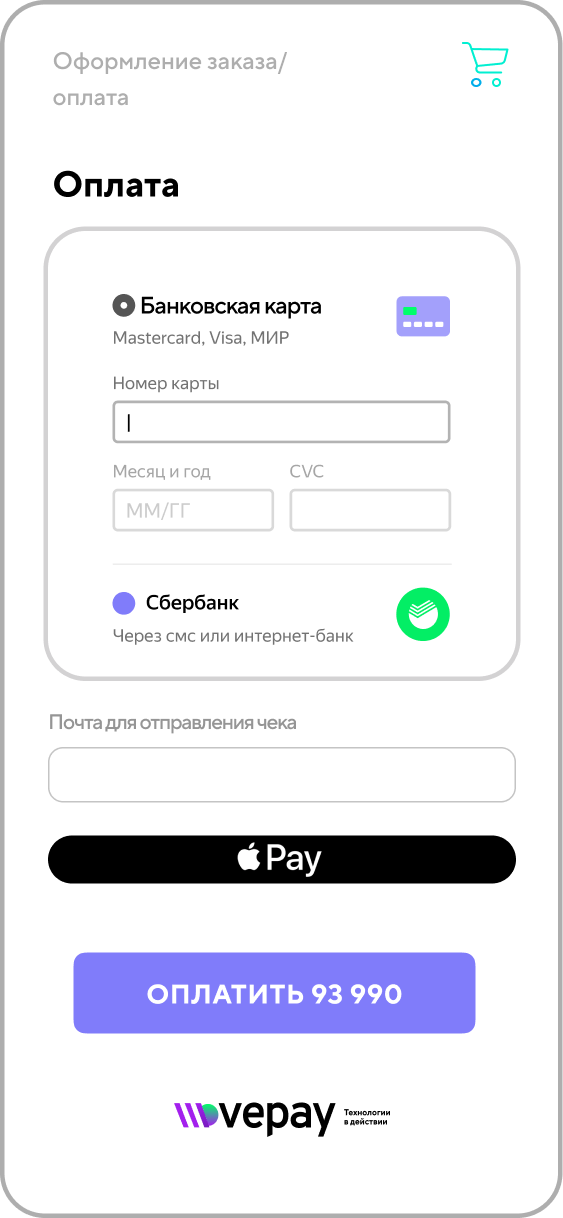 Оформление заказа/
оплата
Оплата
Банковская карта
Mastercard, Visa, МИР
Номер карты
Месяц и год CVC
ММ/ГГ
Сбербанк
Через смс или интернет-банк
Почта для отправления чека
Pay
ОПЛАТИТЬ 93 990
vepay
Технологии
в действии